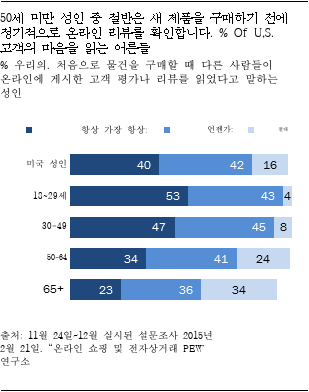 50세 미만 성인 중 절반은 새 제품을 구매하기 전에
정기적으로 온라인 리뷰를 확인합니다. % Of U.S.
고객의 마음을 읽는 어른들
% 우리의. 처음으로 물건을 구매할 때 다른 사람들이
온라인에 게시한 고객 평가나 리뷰를 읽었다고 말하는
성인
항상 가장 항상: 언젠가:
미국 성인 40 42 16
18~29세 53 43 4
30-49 47 45 8
50-64 34 41 24
65+ 23 36 34
출처: 11월 24일~12월 실시된 설문조사 2015년
2월 21일. "온라인 쇼핑 및 전자상거래 PEW
연구소